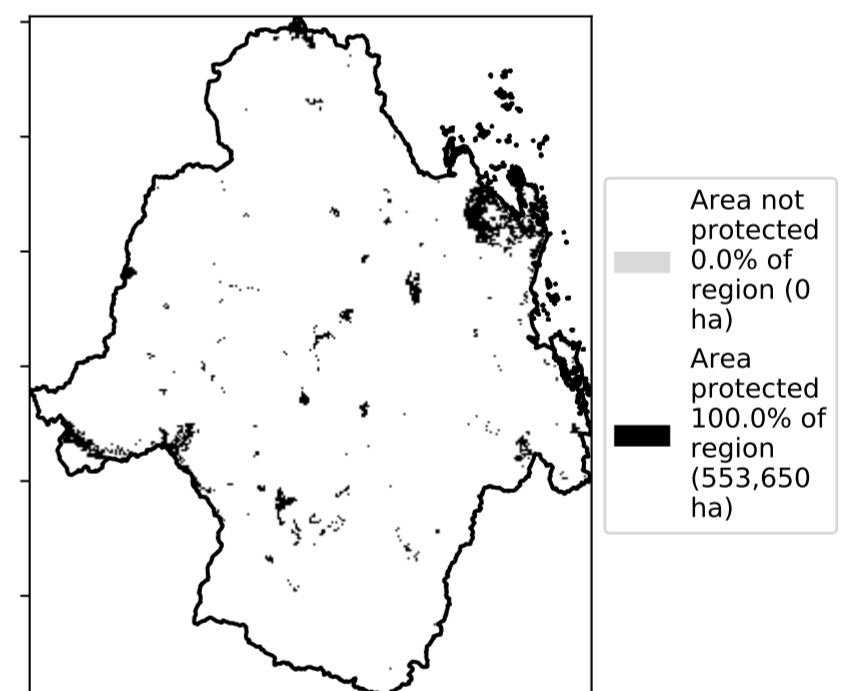 Area not
protected
0.0% of
region (0
ha)
Area
protected
100.0% of
region
(553,650
ha)